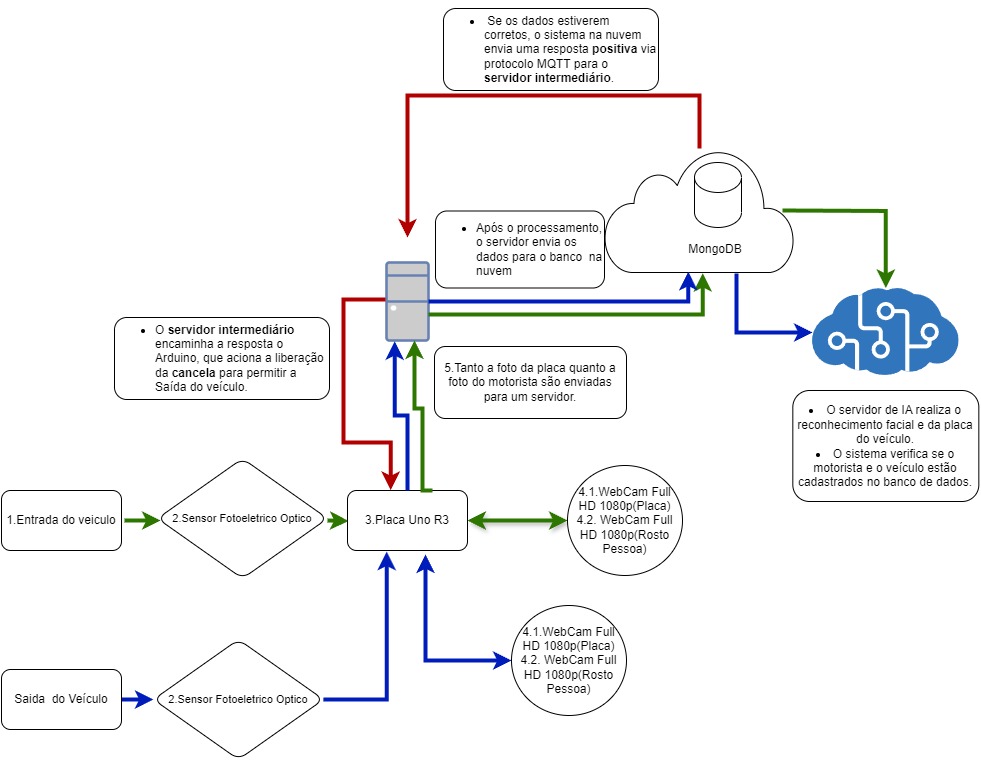 • Se os dados estiverem
corretos, o sistema na nuvem
envia uma resposta positiva via
protocolo MQTT para o
servidor intermediário.
MongoDB
• Após o processamento,
o servidor envia os
dados para o banco na
nuvem
• O servidor intermediário
encaminha a resposta o
Arduino, que aciona a liberação
da cancela para permitir a
Saída do veículo.
5.Tanto a foto da placa quanto a
foto do motorista são enviadas
para um servidor.
• O servidor de IA realiza o
reconhecimento facial e da placa
do veículo.
• O sistema verifica se o
motorista e o veículo estão
cadastrados no banco de dados.
1.Entrada do veiculo
2.Sensor Fotoeletrico Optico
3.Placa Uno R3
4.1.WebCam Full
HD 1080p(Placa)
4.2. WebCam Full
HD 1080p(Rosto
Pessoa)
4.1.WebCam Full
HD 1080p(Placa)
4.2. WebCam Full
HD 1080p(Rosto
Pessoa)
Saida do Veículo
2.Sensor Fotoeletrico Optico